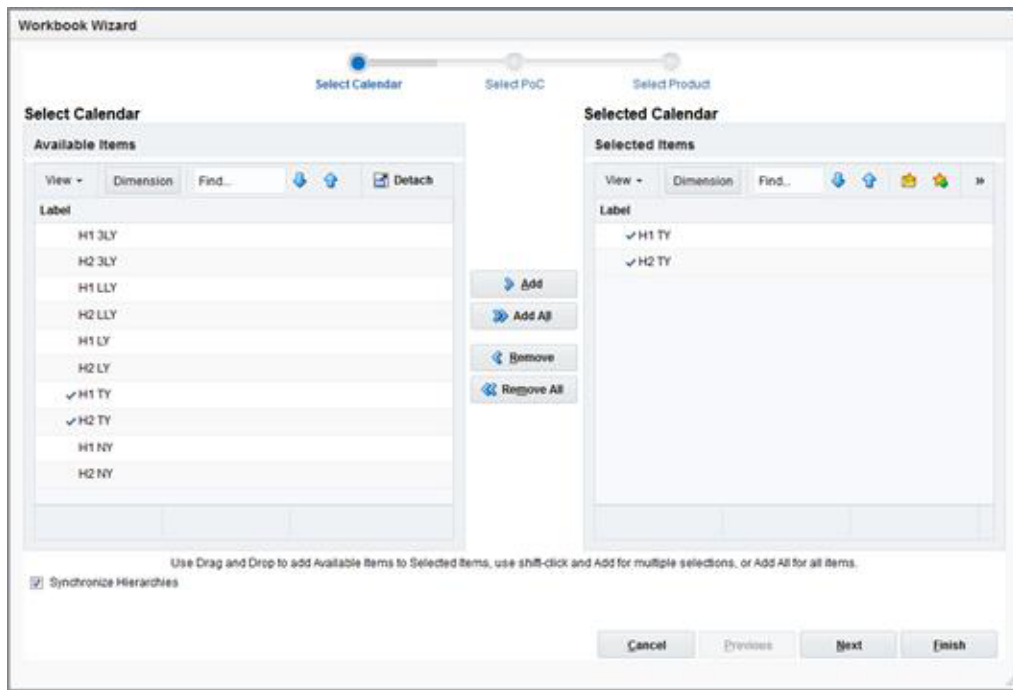 Workbook Wizard
Select Calendar Select PoC Select Product
Select Calendar
Available Items
View Dimension Find... Detach
Label
H1 3LY
H2 3LY
H1 LLY
H2 LLY
H1 LY
H2 LY
H1 TY
H2 TY
H1 NY
H2 NY
Add
Add All
Remove
Remove All
Selected Calendar
Selected Items
View Dimension Find... »
Label
H1 TY
H2 TY
Use Drag and Drop to add Available Items to Selected Items, use shift-click and Add for multiple selections, or Add All for all items.
Synchronize Hierarchies
Cancel Previous Next Finish